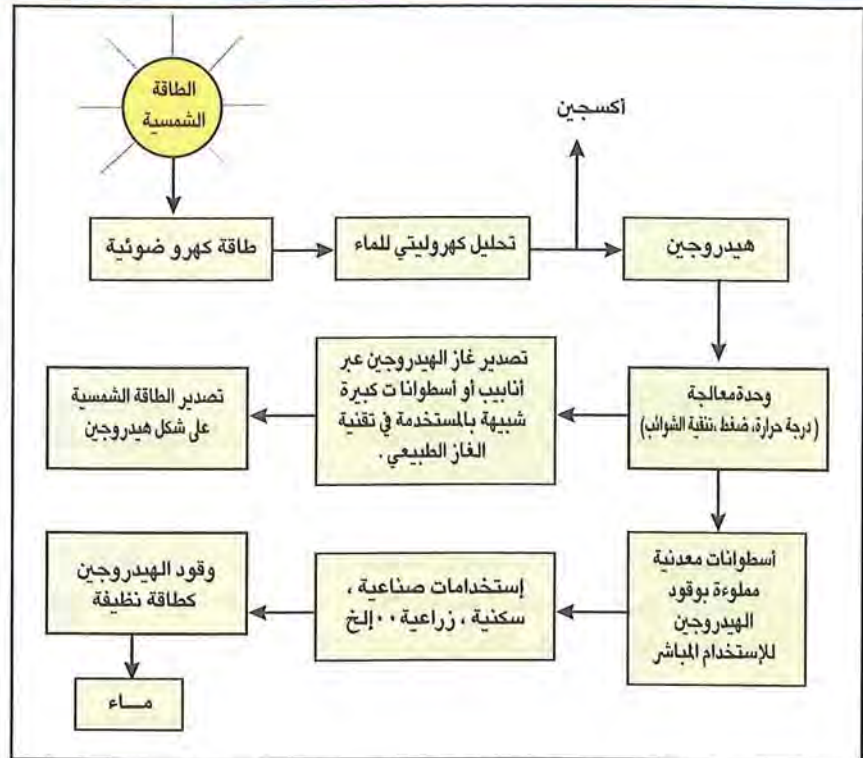 الطاقة
الشمسية
أكسجين
طاقة كهرو ضوئية
تحليل كهروليتي للماء
هيدروجين
وحدة معالجة
(درجة حرارة، ضغط، تنقية الشوائب)
تصدير غاز الهيدروجين عبر
أنابيب أو أسطوانات كبيرة
شبيهة بالمستخدمة في تقنية
الغاز الطبيعي .
تصدير الطاقة الشمسية
على شكل هيدروجين
أسطوانات معدنية
مملوءة بوقود
الهيدروجين
للإستخدام المباشر
إستخدامات صناعية ،
سكنية ، زراعية ٠٠إلخ
وقود الهيدروجين
كطاقة نظيفة
مـــاء